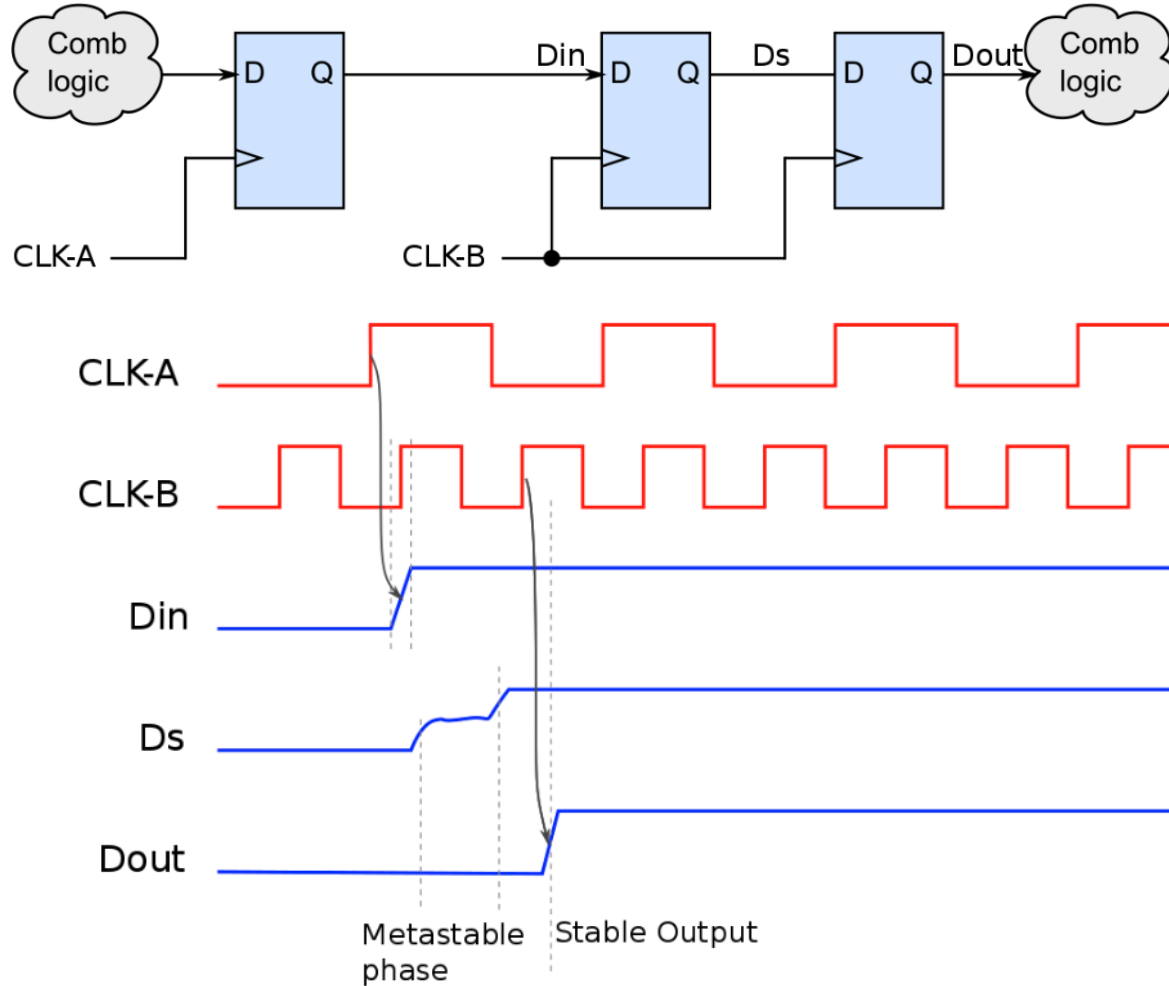 Comb
logic
D Q
Din
D Q
Ds
D Q
Dout
Comb
logic
CLK-A
CLK-B
CLK-A
CLK-B
Din
Ds
Dout
Metastable
phase
Stable Output